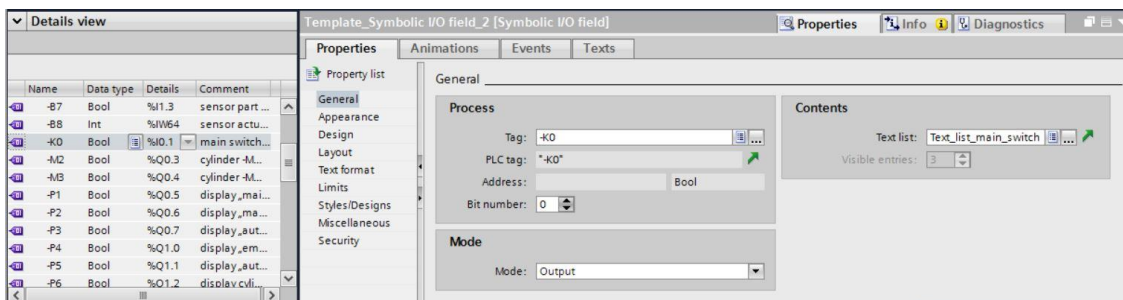 Details view
Name Data type Details Comment
-B7 Bool %I1.3 sensor part ...
-B8 Int %IW64 sensor actu...
-K0 Bool %I0.1 main switch...
-M2 Bool %Q0.3 cylinder -M...
-M3 Bool %Q0.4 cylinder -M...
-P1 Bool %Q0.5 display„mai...
-P2 Bool %Q0.6 display„ma...
-P3 Bool %Q0.7 display„aut...
-P4 Bool %Q1.0 display„em...
-P5 Bool %Q1.1 display„aut...
-P6 Bool %Q1.2 display cyli...
Template_Symbolic I/O field_2 [Symbolic I/O field]
Properties Info Diagnostics
Properties Animations Events Texts
Property list
General
Appearance
Design
Layout
Text format
Limits
Styles/Designs
Miscellaneous
Security
General
Process
Tag: -K0 ...
PLC tag: "-K0"
Address: Bool
Bit number: 0
Mode
Mode: Output
Contents
Text list: Text_list_main_switch ...
Visible entries: 3